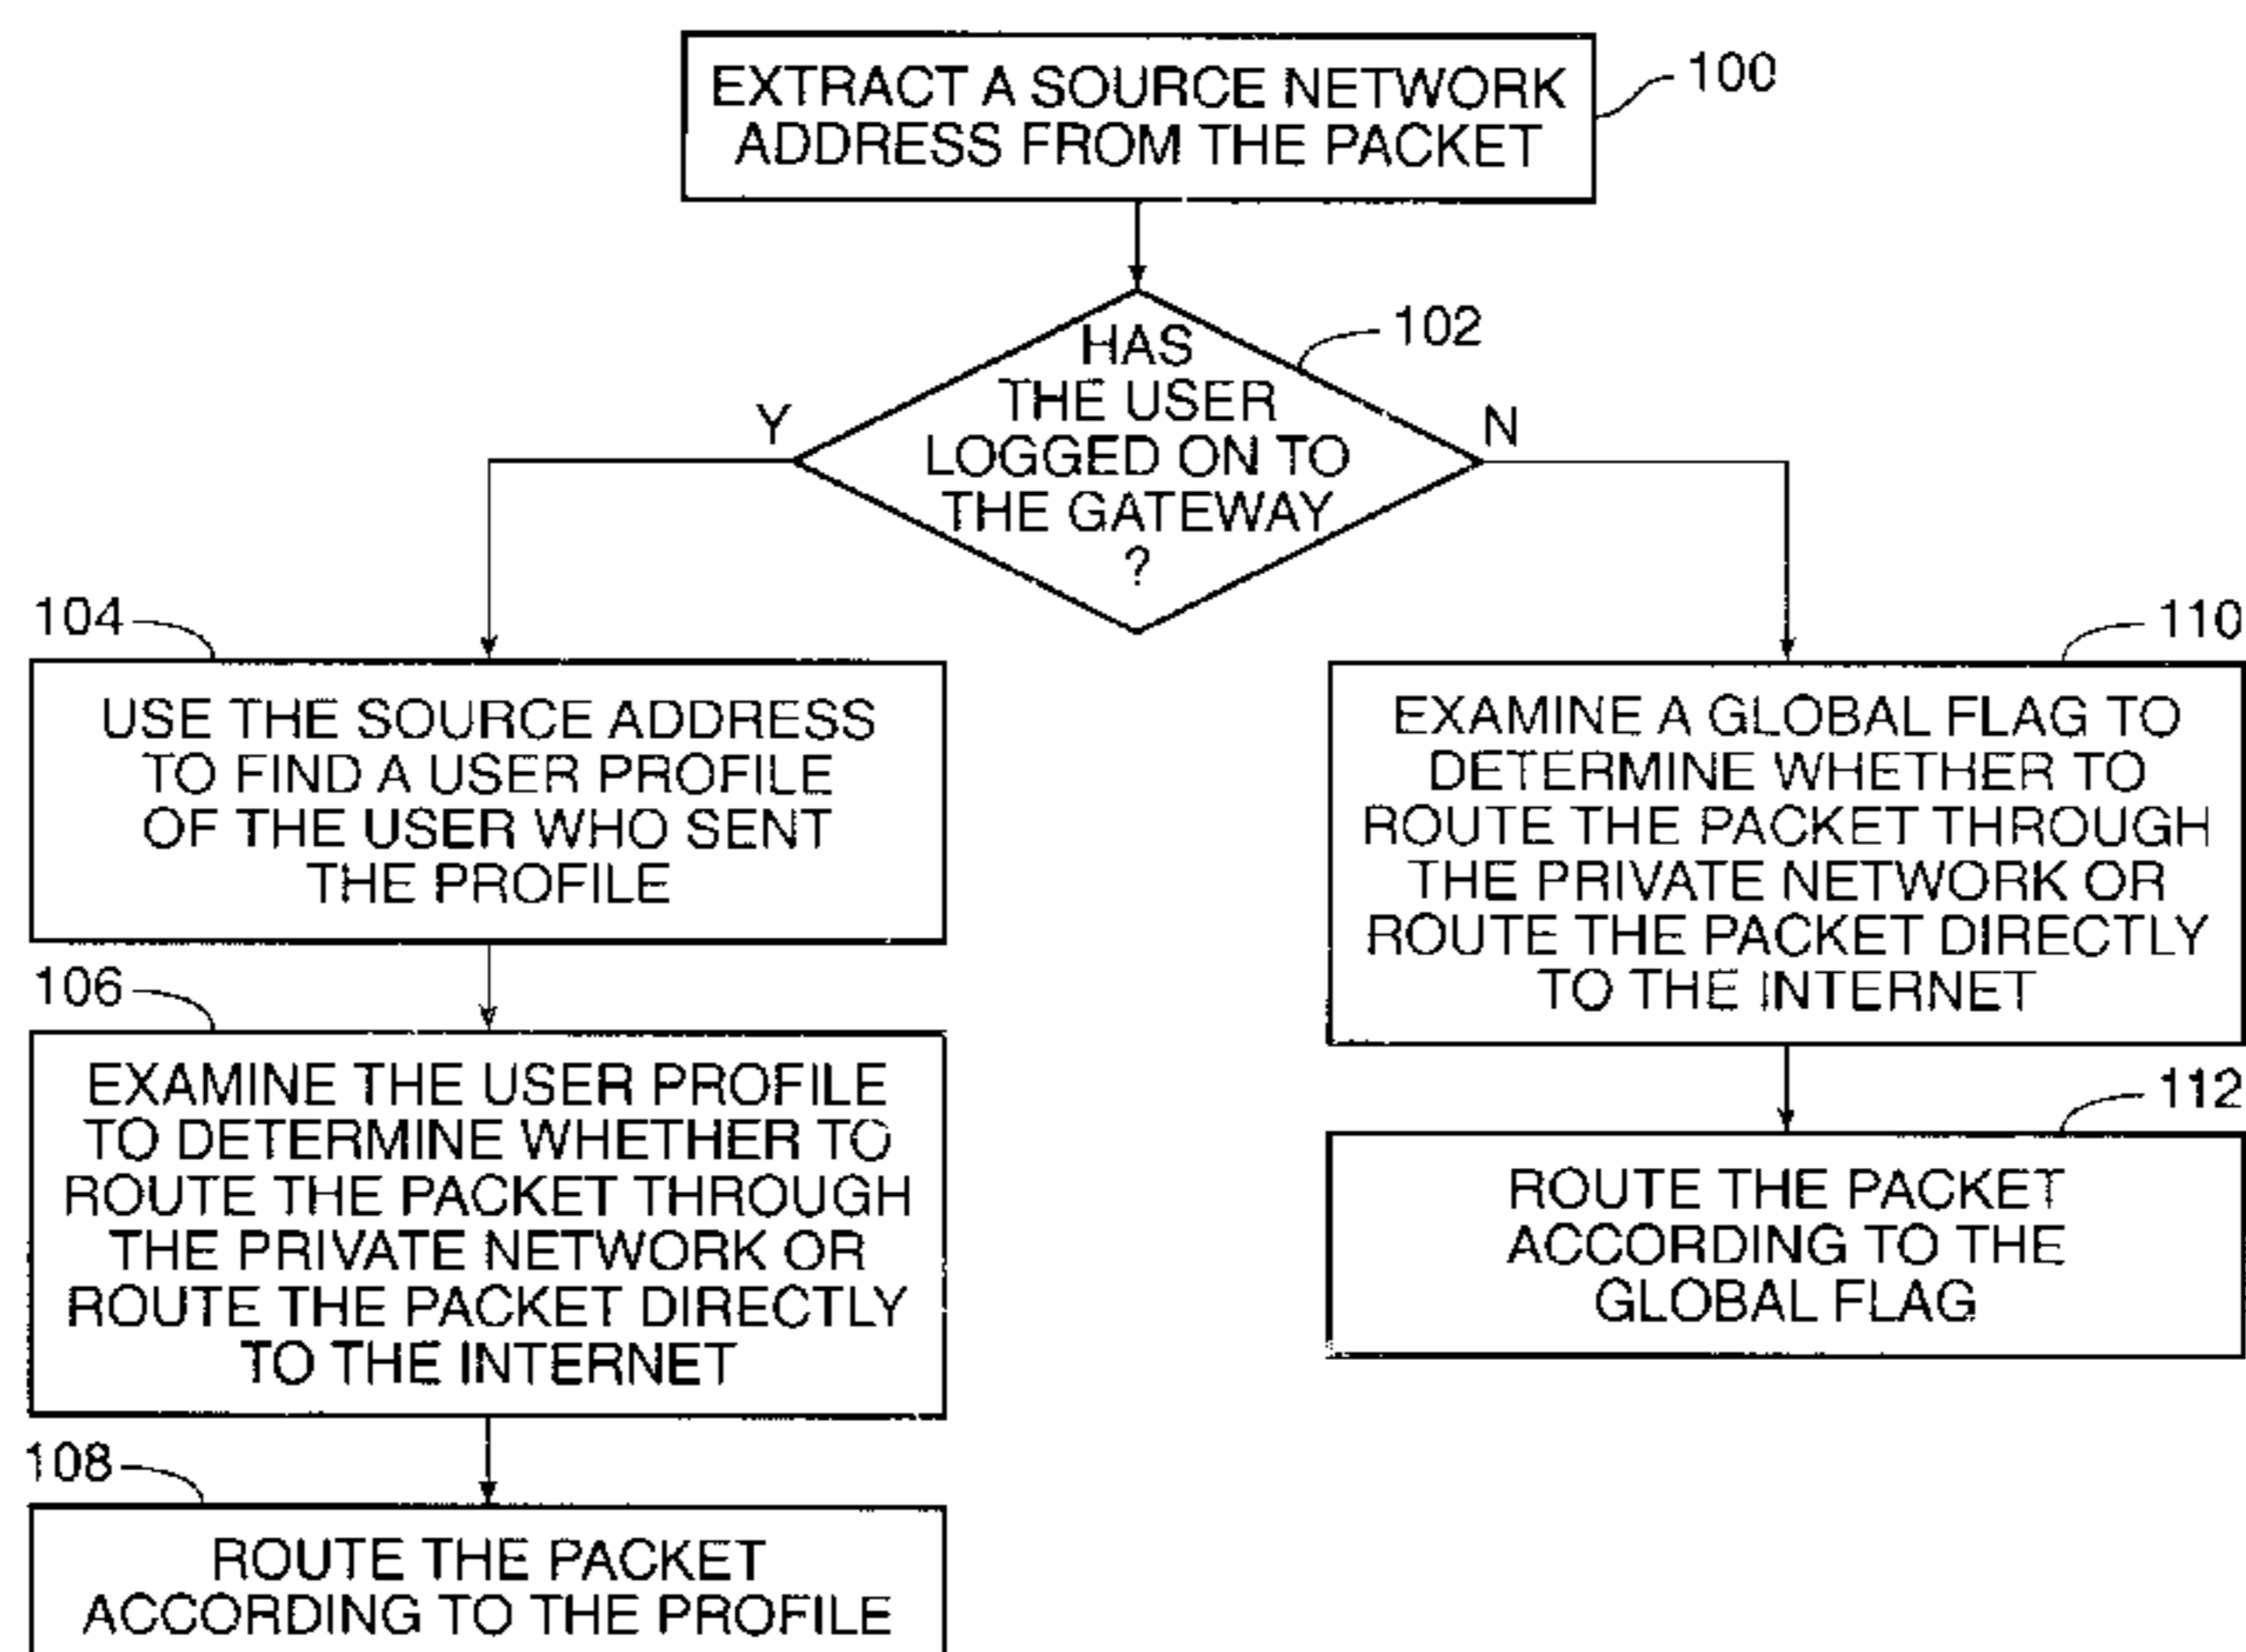 EXTRACT A SOURCE NETWORK
ADDRESS FROM THE PACKET
100
HAS
THE USER
LOGGED ON TO
THE GATEWAY
?
102
Y
N
104
USE THE SOURCE ADDRESS
TO FIND A USER PROFILE
OF THE USER WHO SENT
THE PROFILE
106
EXAMINE THE USER PROFILE
TO DETERMINE WHETHER TO
ROUTE THE PACKET THROUGH
THE PRIVATE NETWORK OR
ROUTE THE PACKET DIRECTLY
TO THE INTERNET
108
ROUTE THE PACKET
ACCORDING TO THE PROFILE
110
EXAMINE A GLOBAL FLAG TO
DETERMINE WHETHER TO
ROUTE THE PACKET THROUGH
THE PRIVATE NETWORK OR
ROUTE THE PACKET DIRECTLY
TO THE INTERNET
112
ROUTE THE PACKET
ACCORDING TO THE
GLOBAL FLAG